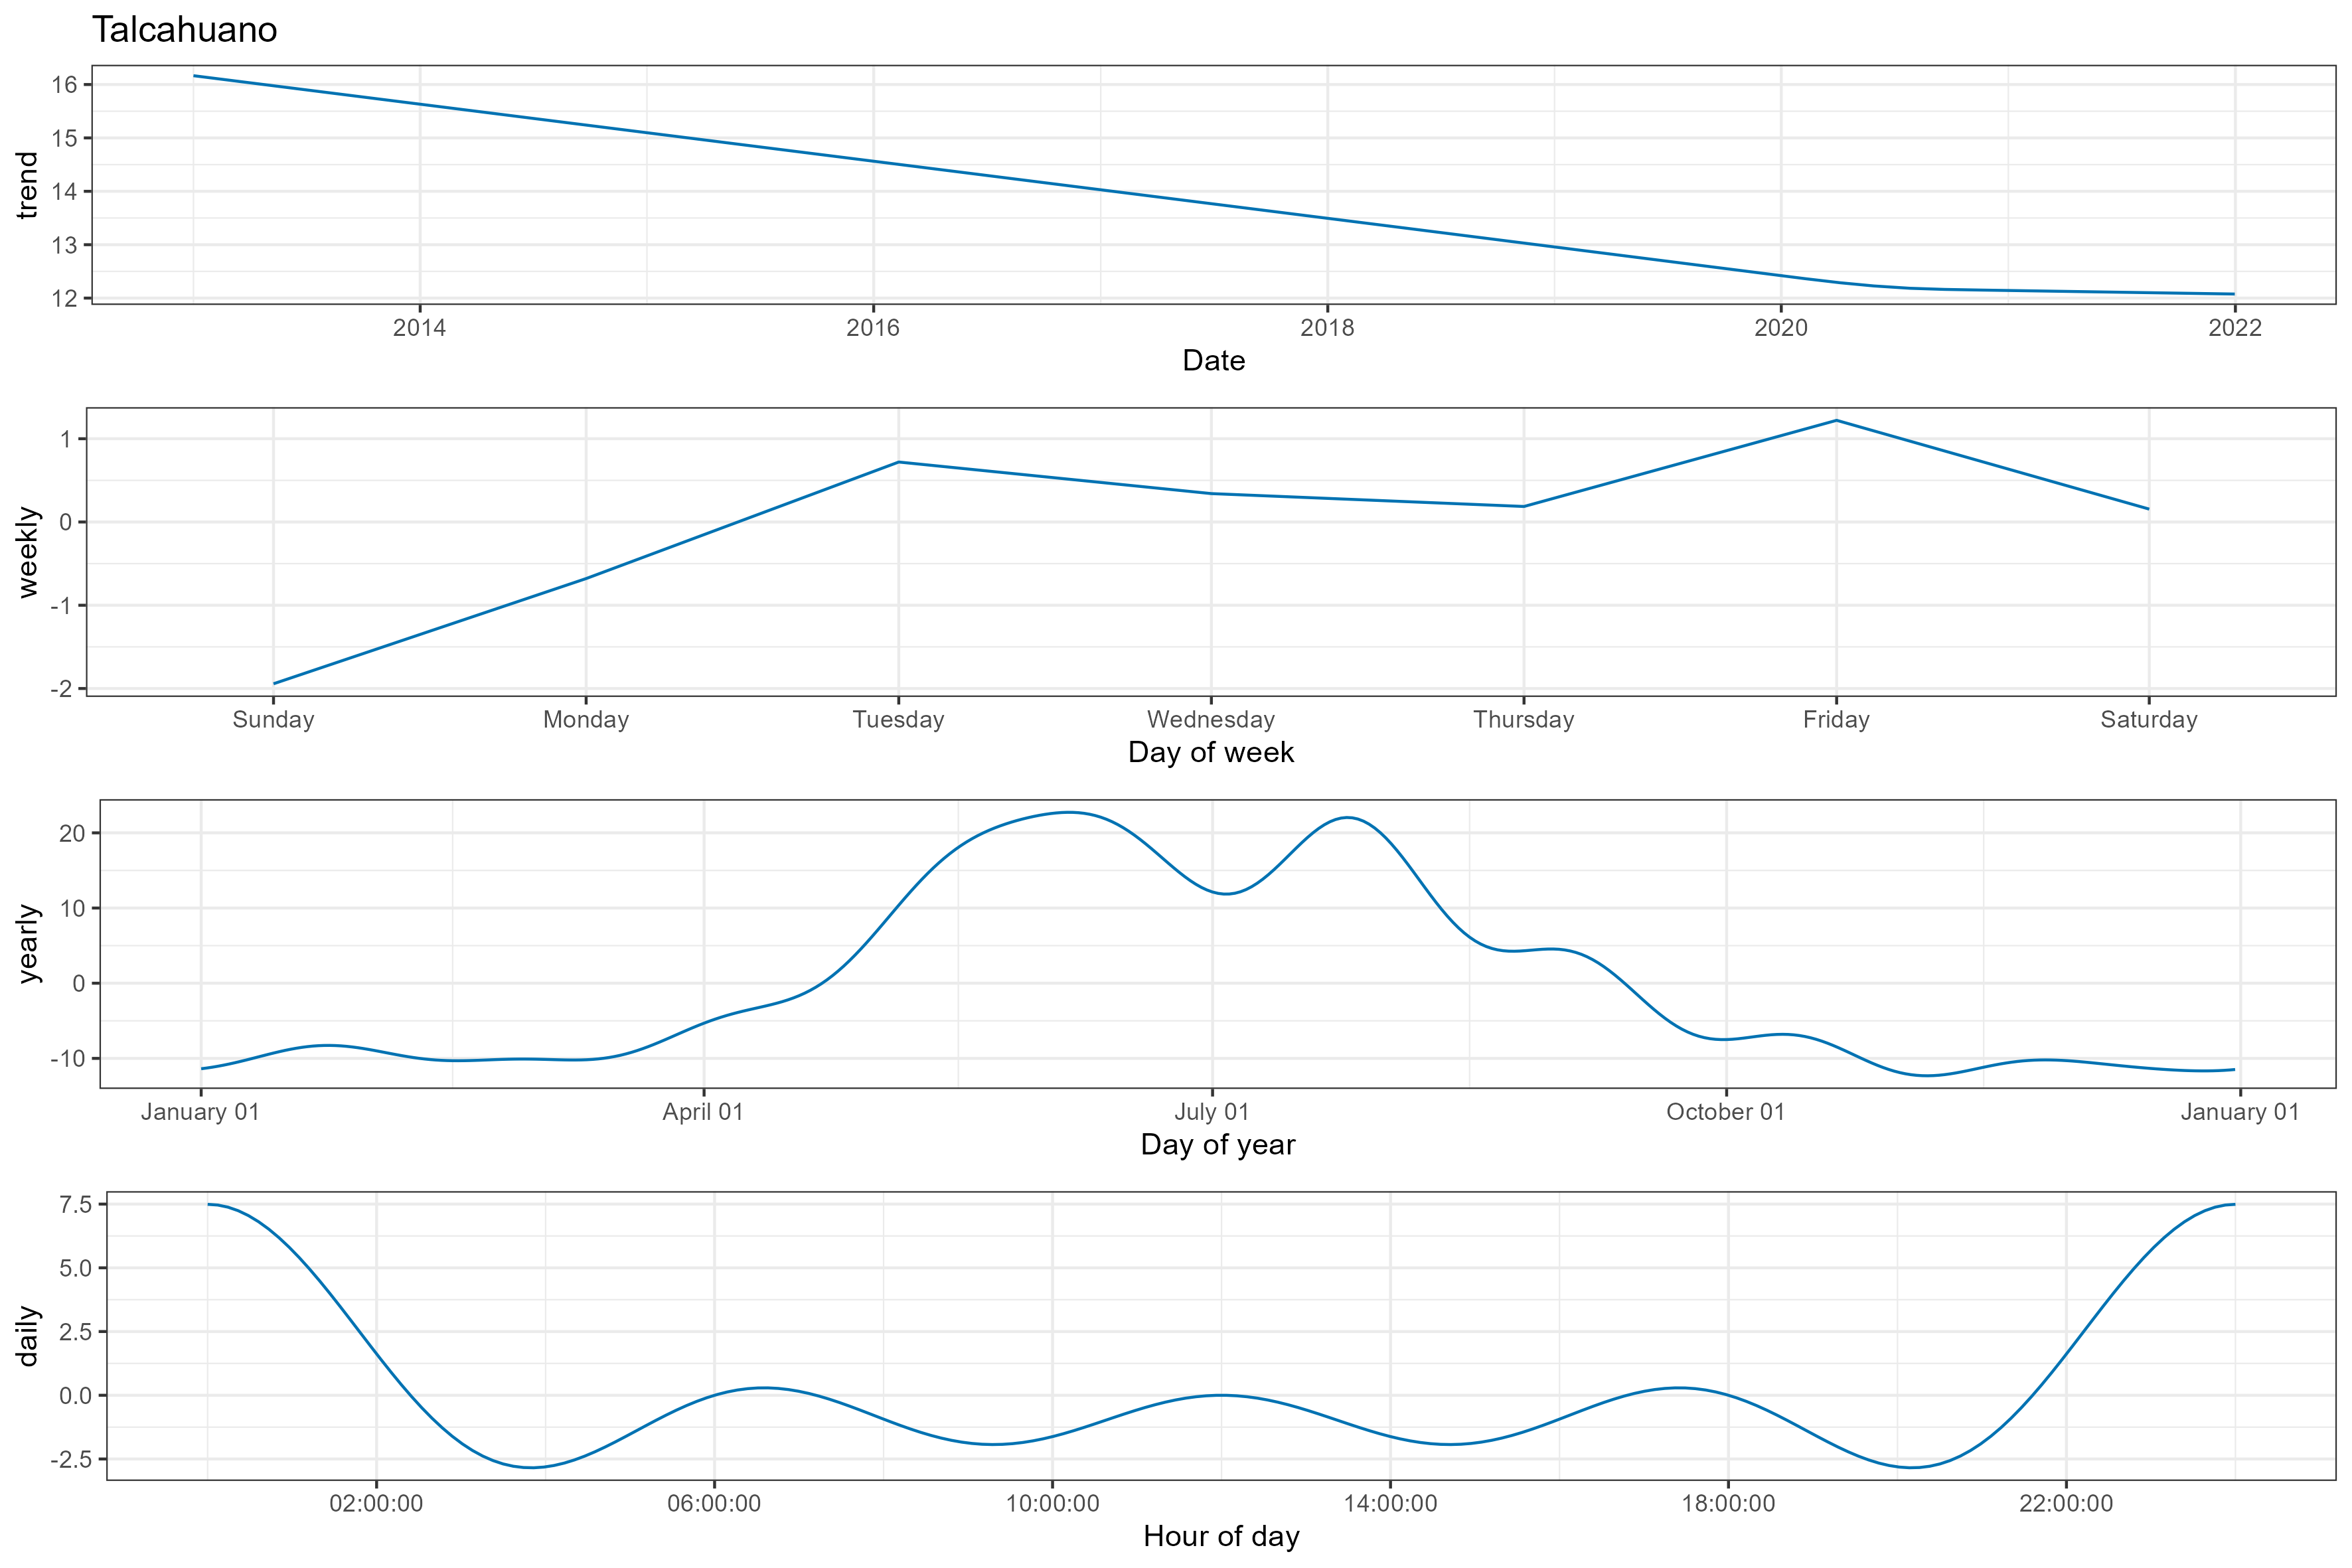 Talcahuano
16
15
14
13
12
trend
2014 2016 2018 2020 2022
Date
1
0
-1
-2
weekly
Sunday Monday Tuesday Wednesday Thursday Friday Saturday
Day of week
20
10
0
-10
yearly
January 01 April 01 July 01 October 01 January 01
Day of year
7.5
5.0
2.5
0.0
-2.5
daily
02:00:00 06:00:00 10:00:00 14:00:00 18:00:00 22:00:00
Hour of day